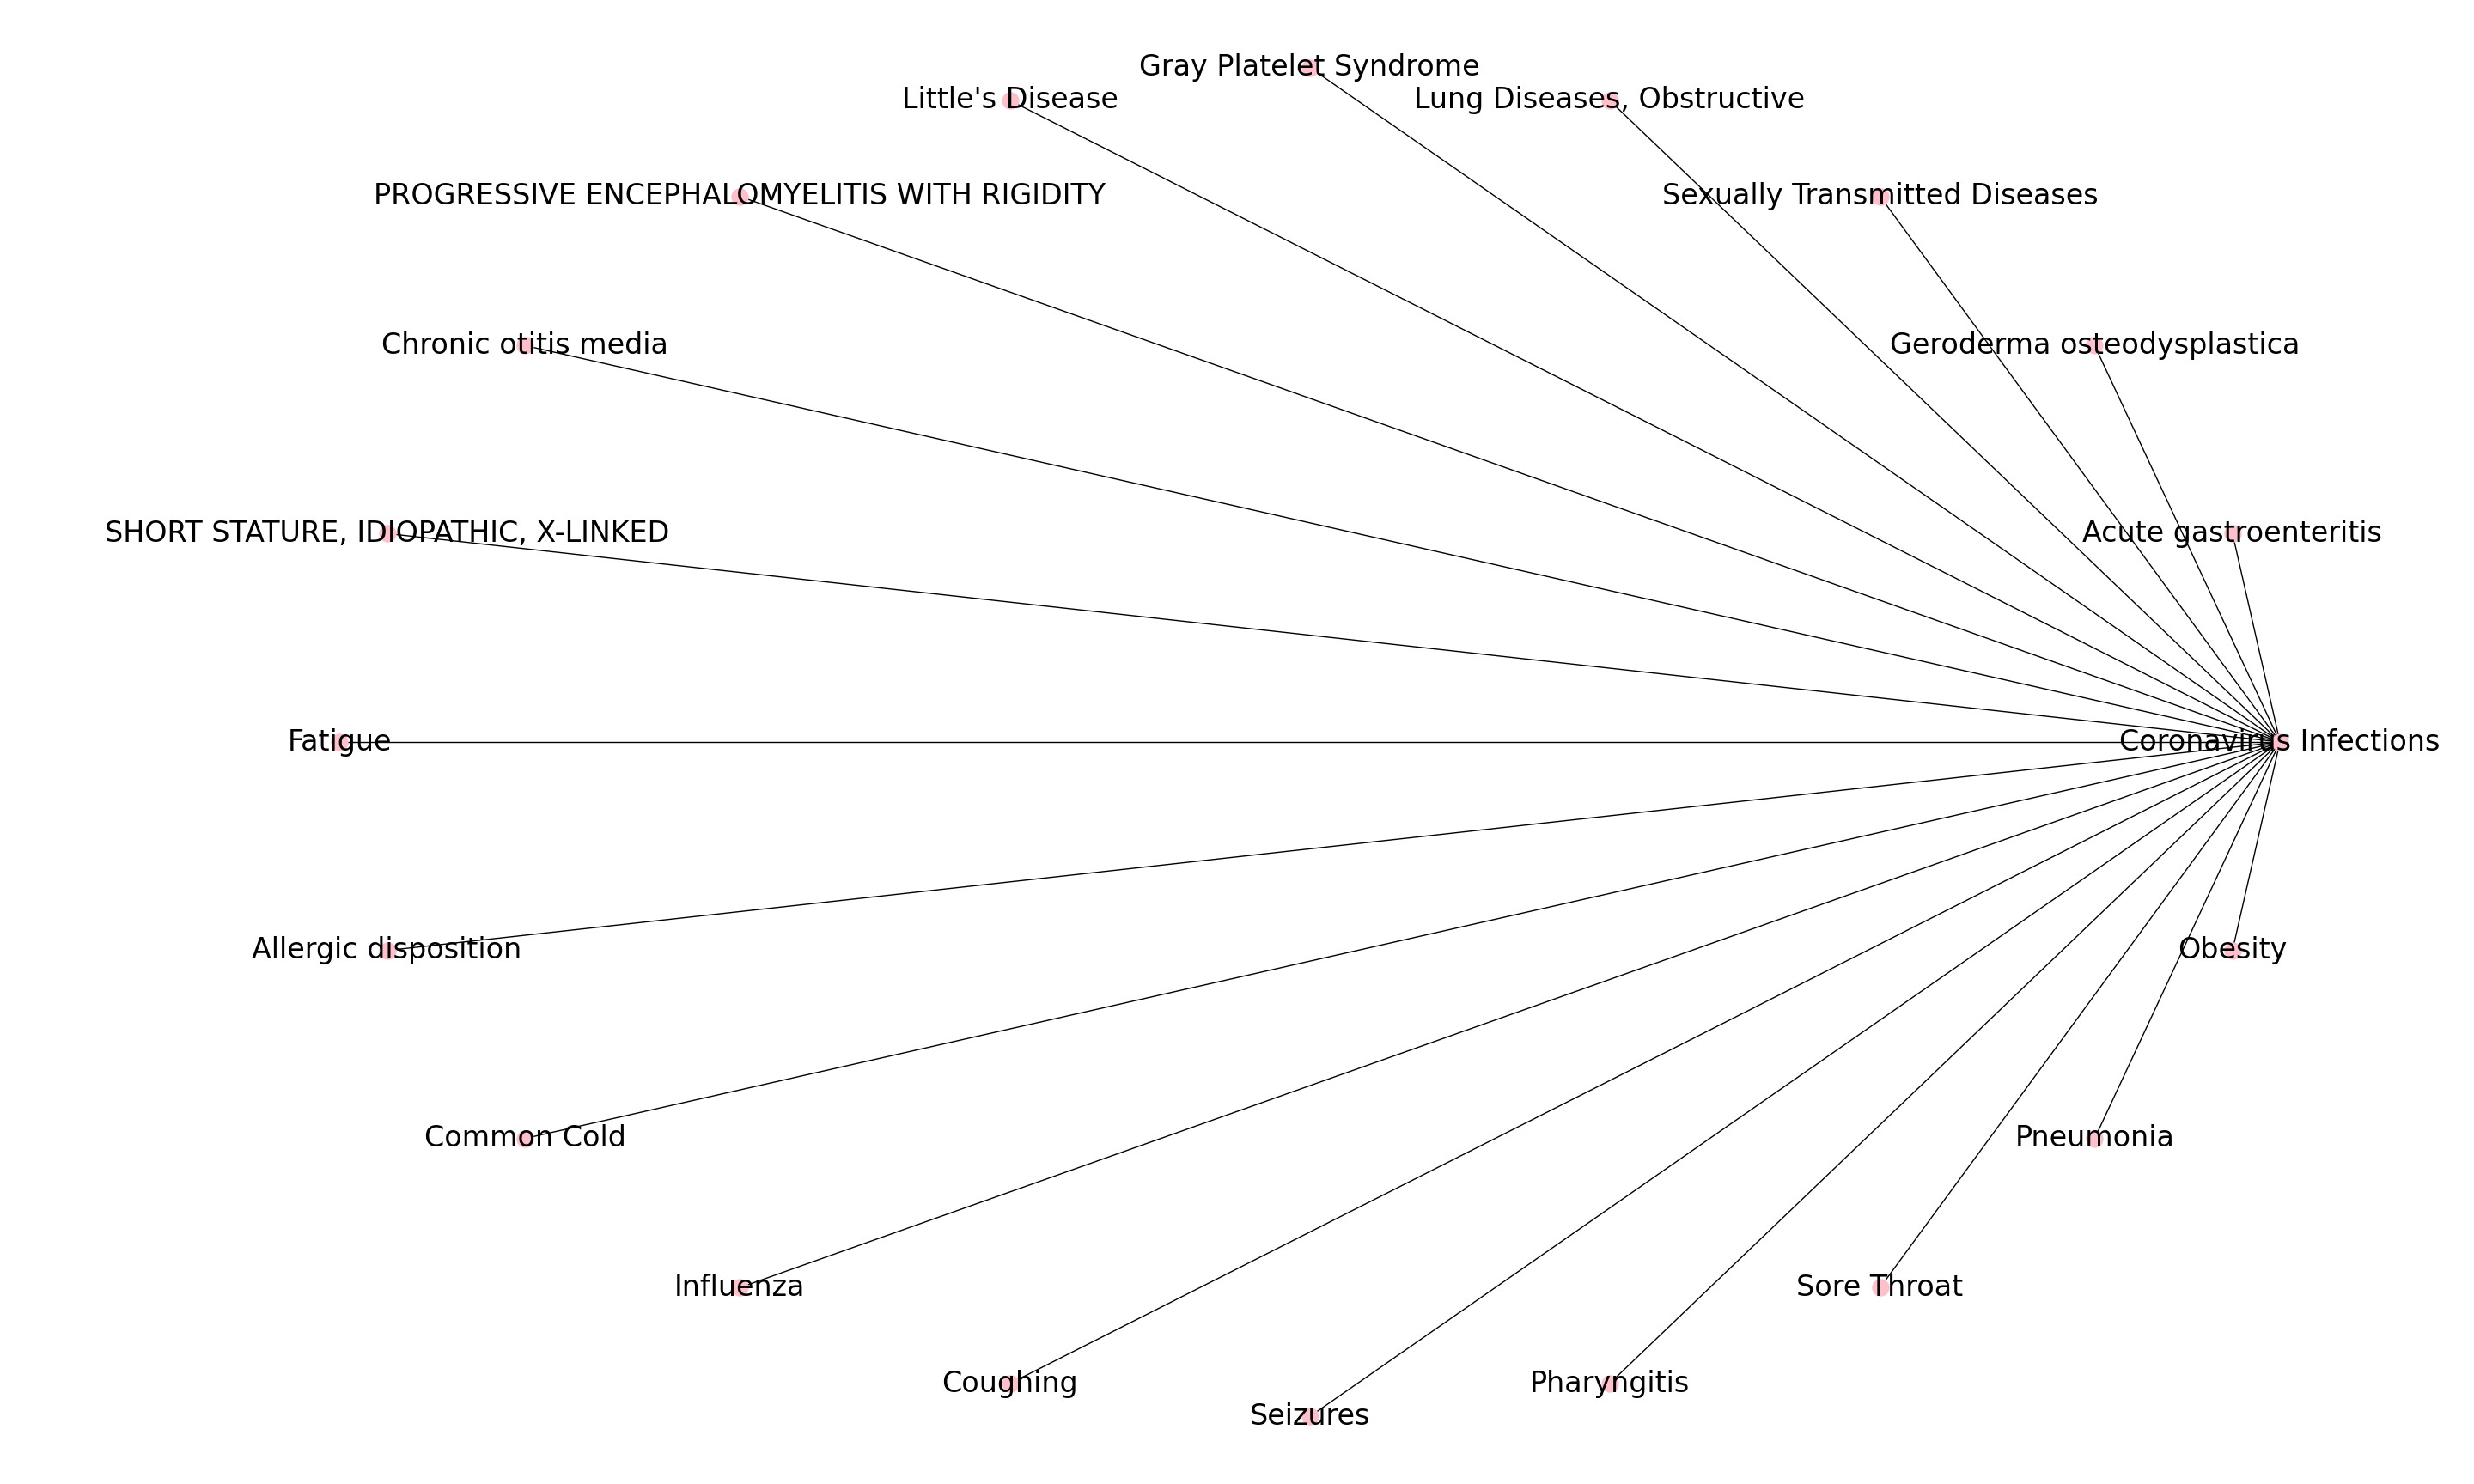 Gray Platelet Syndrome
Little's Disease
Lung Diseases, Obstructive
PROGRESSIVE ENCEPHALOMYELITIS WITH RIGIDITY
Sexually Transmitted Diseases
Chronic otitis media
Geroderma osteodysplastica
SHORT STATURE, IDIOPATHIC, X-LINKED
Acute gastroenteritis
Fatigue
Coronavirus Infections
Allergic disposition
Obesity
Common Cold
Pneumonia
Influenza
Sore Throat
Coughing
Pharyngitis
Seizures